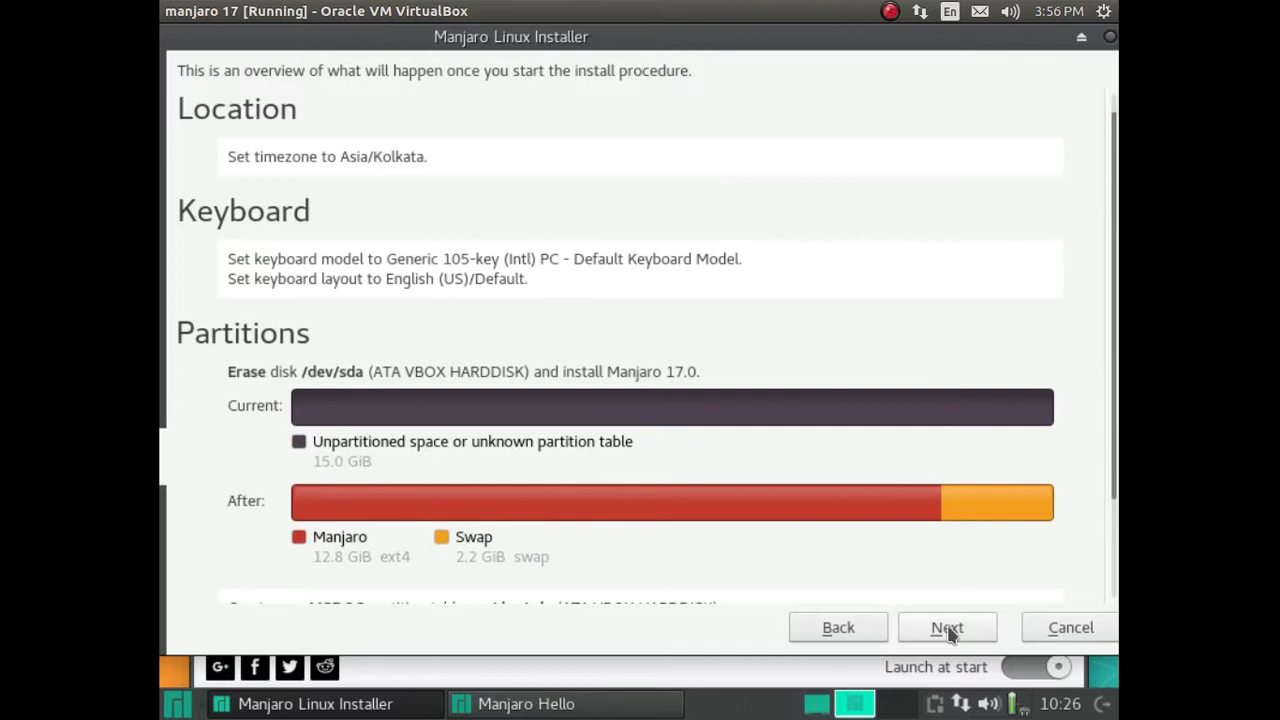 manjaro 17 [Running] - Oracle VM VirtualBox
En
3:56 PM
Manjaro Linux Installer
This is an overview of what will happen once you start the install procedure.
Location
Set timezone to Asia/Kolkata.
Keyboard
Set keyboard model to Generic 105-key (Intl) PC - Default Keyboard Model.
Set keyboard layout to English (US)/Default.
Partitions
Erase disk /dev/sda (ATA VBOX HARDDISK) and install Manjaro 17.0.
Current:
Unpartitioned space or unknown partition table
15.0 GiB
After:
Manjaro
12.8 GiB ext4
Swap
2.2 GiB swap
Back
Next
Cancel
G+
Launch at start
Manjaro Linux Installer
Manjaro Hello
10:26